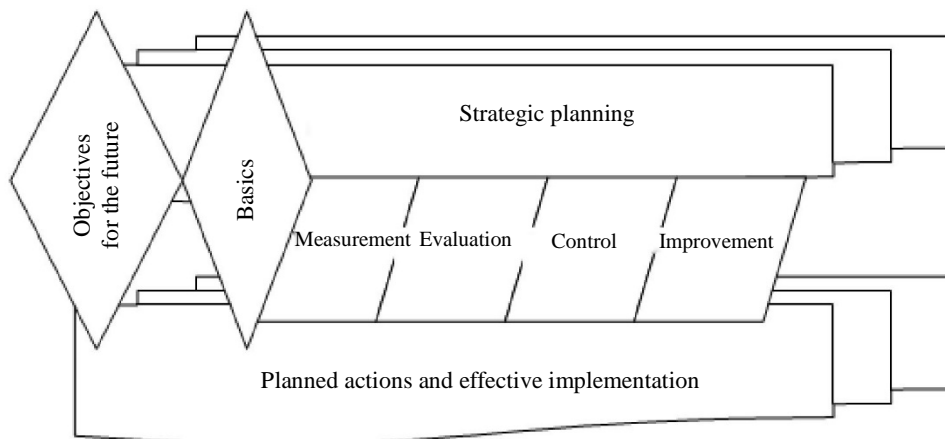 Strategic planning
Objectives
for the future
Basics
Measurement
Evaluation
Control
Improvement
Planned actions and effective implementation